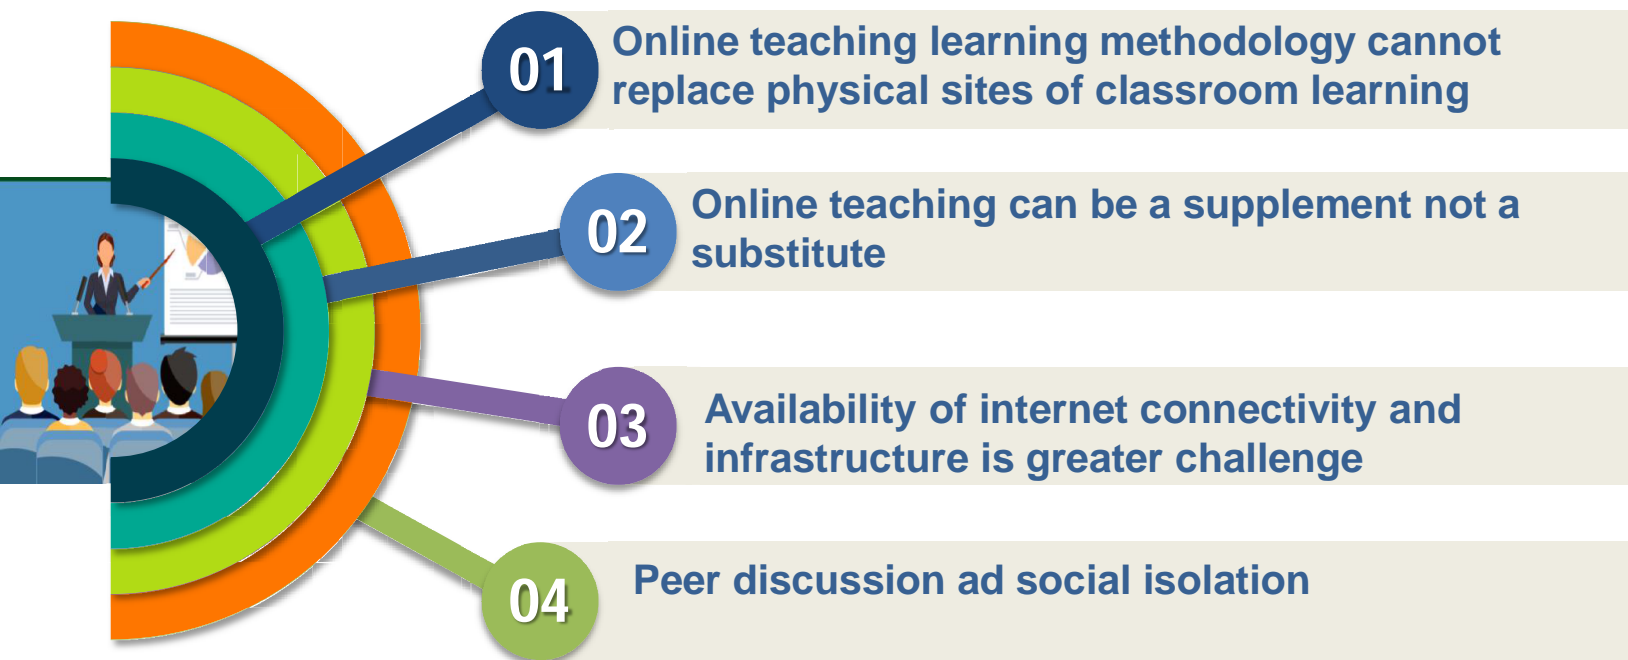 01
Online teaching learning methodology cannot
replace physical sites of classroom learning
02
Online teaching can be a supplement not a
substitute
03
Availability of internet connectivity and
infrastructure is greater challenge
04
Peer discussion ad social isolation